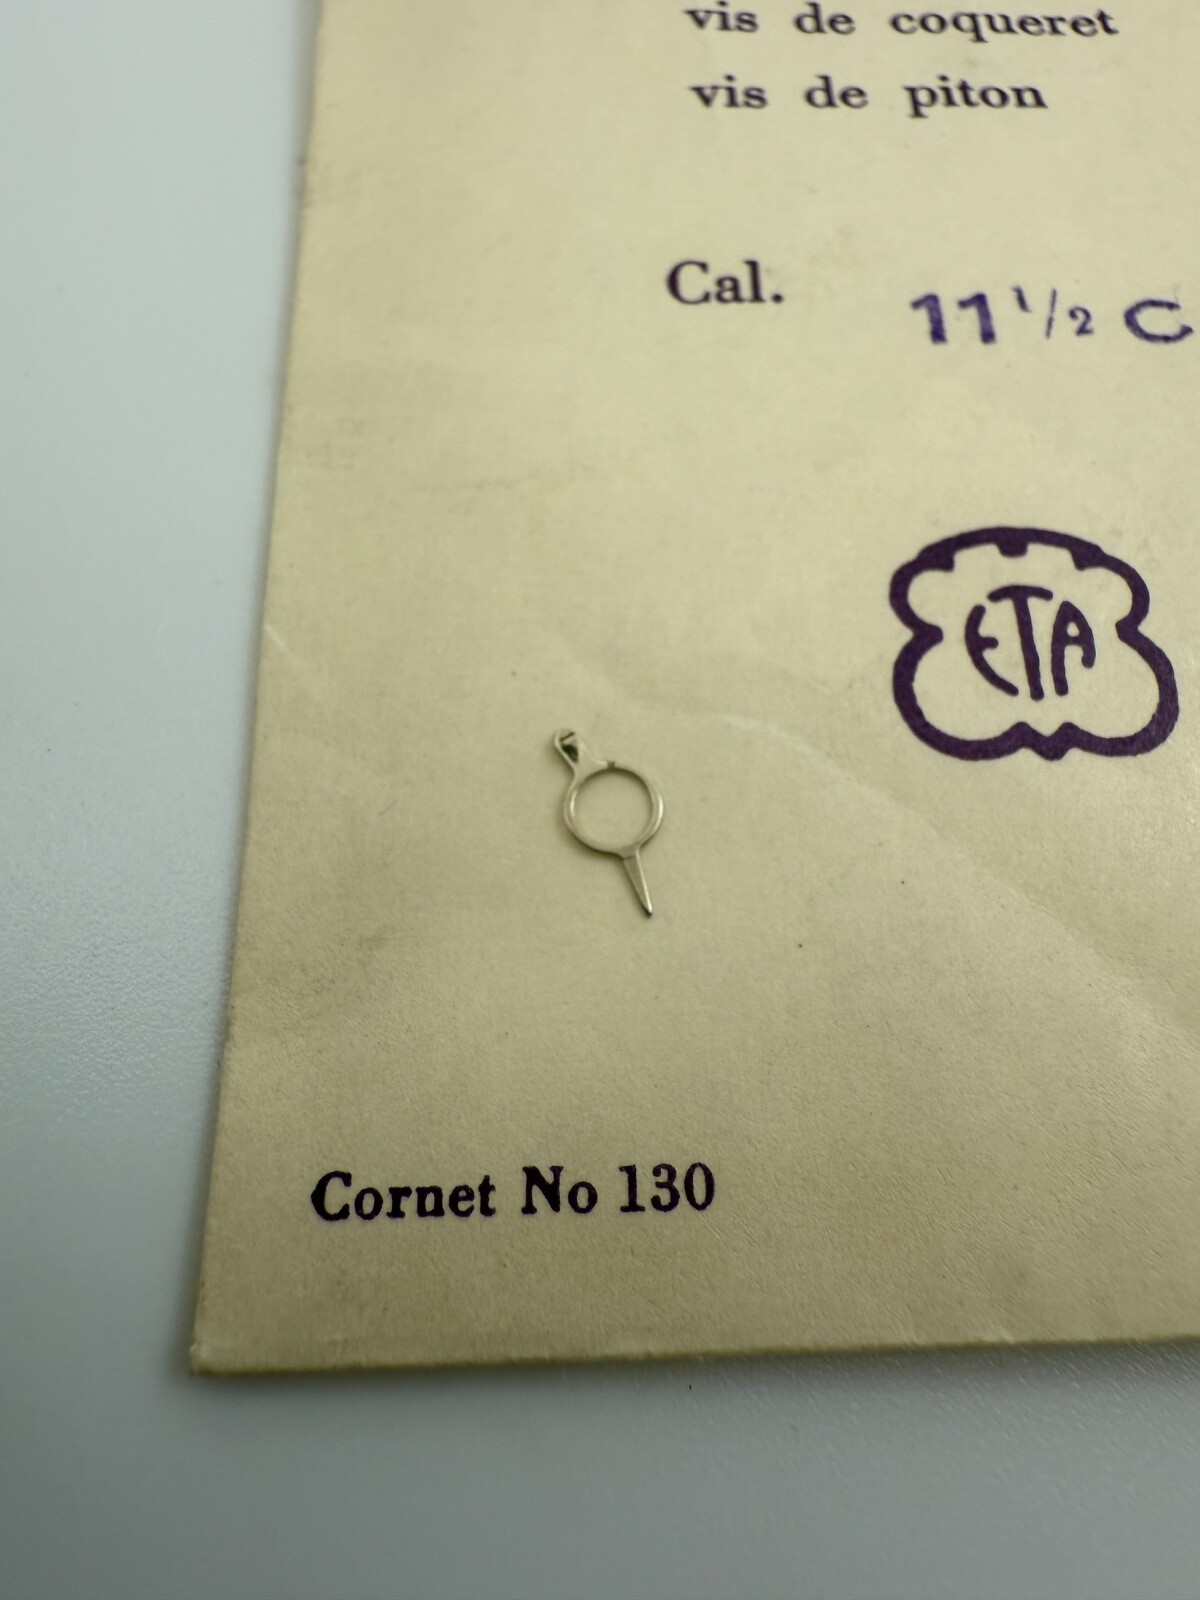 vis de coqueret
vis de piton
Cal. 11 1/2 C
ETA
Cornet No 130